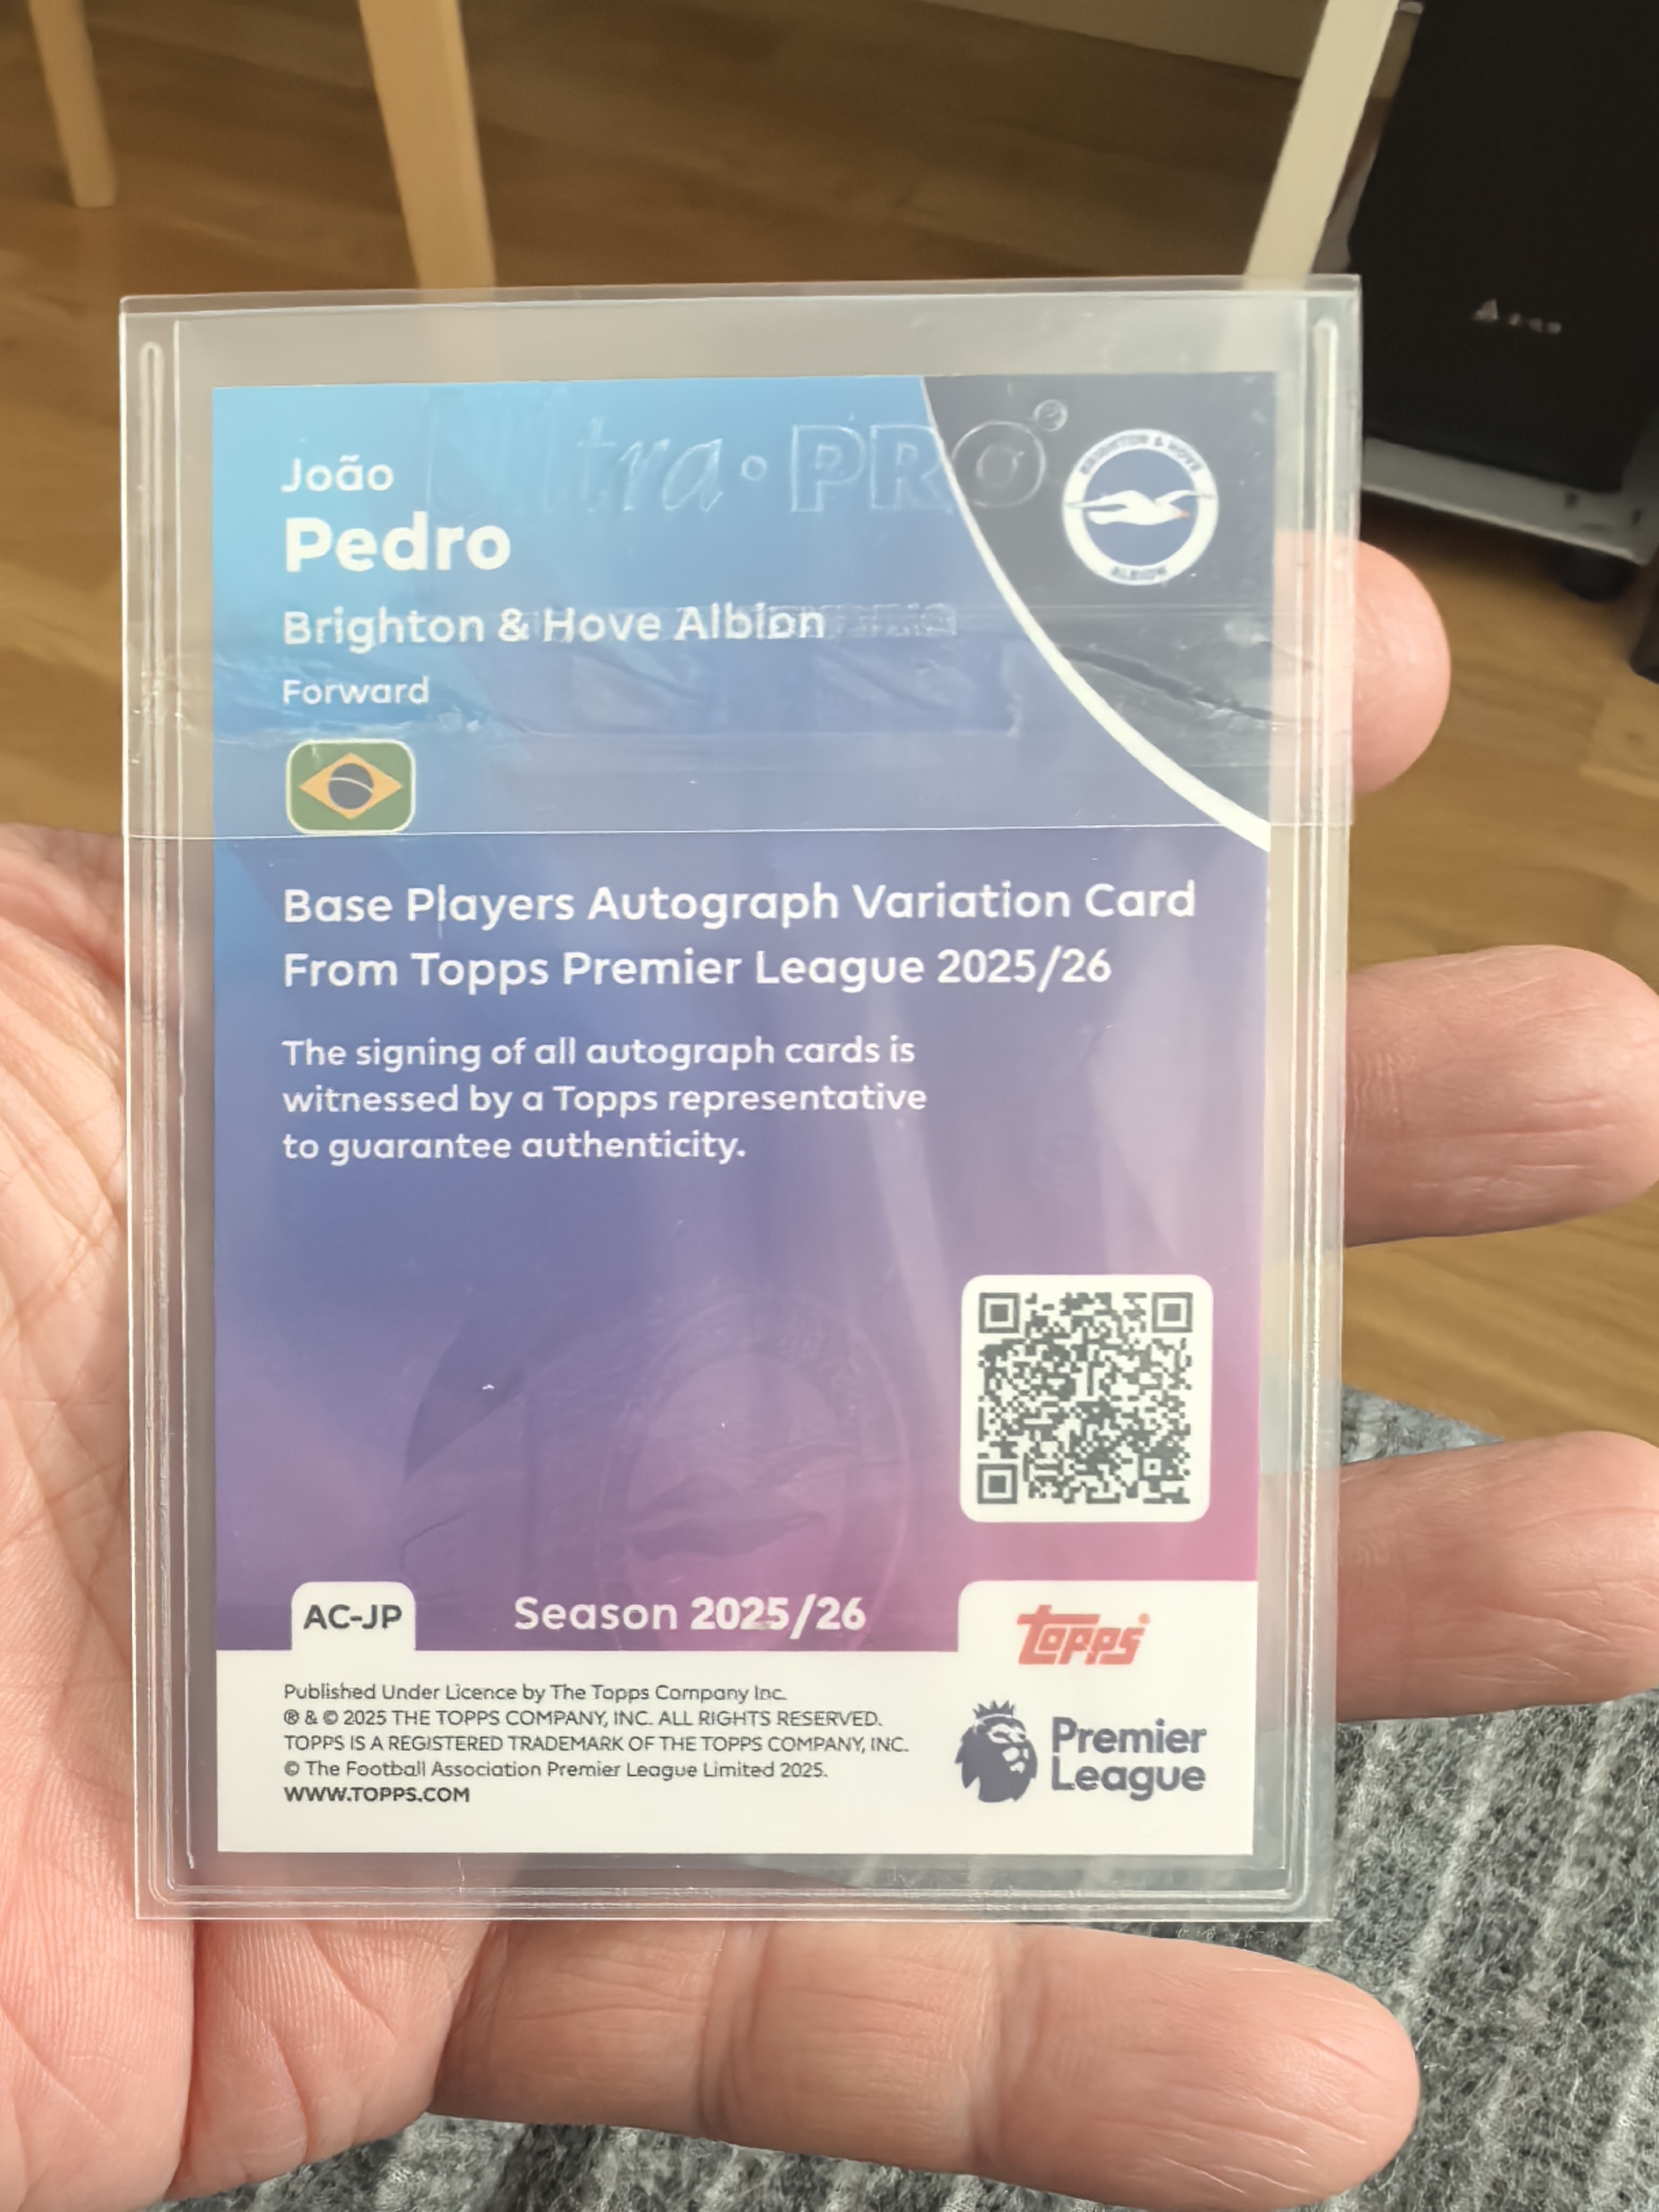 Ultra·PRO®
João
Pedro
BRIGHTON & HOVE
ALBION
Brighton & Hove Albion
Forward
Base Players Autograph Variation Card
From Topps Premier League 2025/26
The signing of all autograph cards is
witnessed by a Topps representative
to guarantee authenticity.
AC-JP
Season 2025/26
Topps
Published Under Licence by The Topps Company Inc.
® & © 2025 THE TOPPS COMPANY, INC. ALL RIGHTS RESERVED.
TOPPS IS A REGISTERED TRADEMARK OF THE TOPPS COMPANY, INC.
© The Football Association Premier League Limited 2025.
WWW.TOPPS.COM
Premier
League